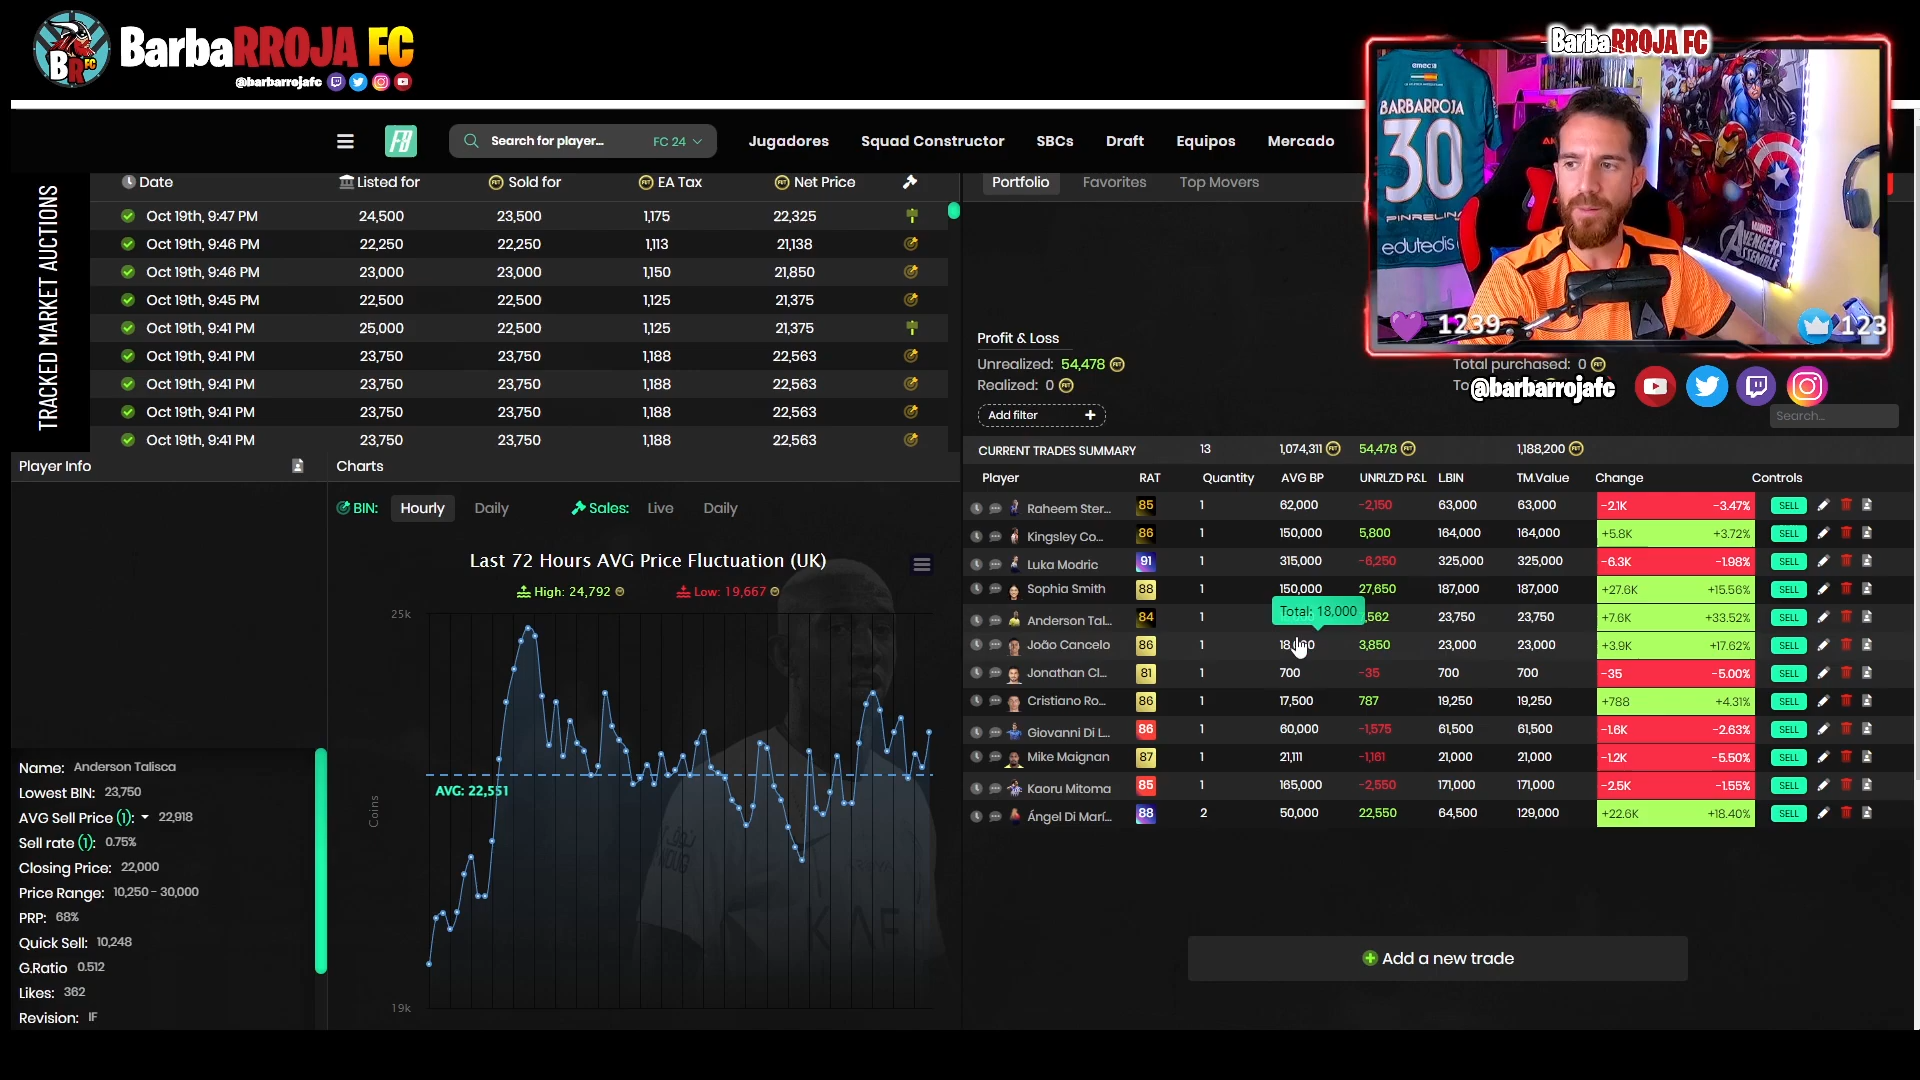 BarbaRROJA FC
@barbarrojafc
BarbaRROJA FC
Search for player...
FC 24
Jugadores
Squad Constructor
SBCs
Draft
Equipos
Mercado
TRACKED MARKET AUCTIONS
Date Listed for Sold for EA Tax Net Price
Oct 19th, 9:47 PM 24,500 23,500 1,175 22,325
Oct 19th, 9:46 PM 22,250 22,250 1,113 21,138
Oct 19th, 9:46 PM 23,000 23,000 1,150 21,850
Oct 19th, 9:45 PM 22,500 22,500 1,125 21,375
Oct 19th, 9:41 PM 25,000 22,500 1,125 21,375
Oct 19th, 9:41 PM 23,750 23,750 1,188 22,563
Oct 19th, 9:41 PM 23,750 23,750 1,188 22,563
Oct 19th, 9:41 PM 23,750 23,750 1,188 22,563
Oct 19th, 9:41 PM 23,750 23,750 1,188 22,563
Portfolio Favorites Top Movers
BARBARROJA
30
PINRELIN
edutedis
AVENGERS
ASSEMBLE
1239
123
Profit & Loss
Unrealized: 54,478
Realized: 0
Total purchased: 0
@barbarrojafc
Add filter +
Search...
Player Info
Charts
BIN: Hourly Daily Sales: Live Daily
Last 72 Hours AVG Price Fluctuation (UK)
High: 24,792 Low: 19,667
25k
AVG: 22,551
Coins
19k
Name: Anderson Talisca
Lowest BIN: 23,750
AVG Sell Price (1): 22,918
Sell rate (1): 0.75%
Closing Price: 22,000
Price Range: 10,250 - 30,000
PRP: 68%
Quick Sell: 10,248
G.Ratio 0.512
Likes: 362
Revision: IF
CURRENT TRADES SUMMARY 13 1,074,311 54,478 1,188,200
Player RAT Quantity AVG BP UNRLZD P&L L.BIN TM.Value Change Controls
Raheem Ster... 85 1 62,000 -2,150 63,000 63,000 -2.1K -3.47% SELL
Kingsley Co... 86 1 150,000 5,800 164,000 164,000 +5.8K +3.72% SELL
Luka Modric 91 1 315,000 -6,250 325,000 325,000 -6.3K -1.98% SELL
Sophia Smith 88 1 150,000 27,650 187,000 187,000 +27.6K +15.56% SELL
Total: 18,000
Anderson Tal... 84 1 ,562 23,750 23,750 +7.6K +33.52% SELL
João Cancelo 86 1 3,850 23,000 23,000 +3.9K +17.62% SELL
Jonathan Cl... 81 1 700 -35 700 700 -35 -5.00% SELL
Cristiano Ro... 86 1 17,500 787 19,250 19,250 +788 +4.31% SELL
Giovanni Di L... 86 1 60,000 -1,575 61,500 61,500 -1.6K -2.63% SELL
Mike Maignan 87 1 21,111 -1,161 21,000 21,000 -1.2K -5.50% SELL
Kaoru Mitoma 85 1 165,000 -2,550 171,000 171,000 -2.5K -1.55% SELL
Ángel Di Marí... 88 2 50,000 22,550 64,500 129,000 +22.6K +18.40% SELL
Add a new trade